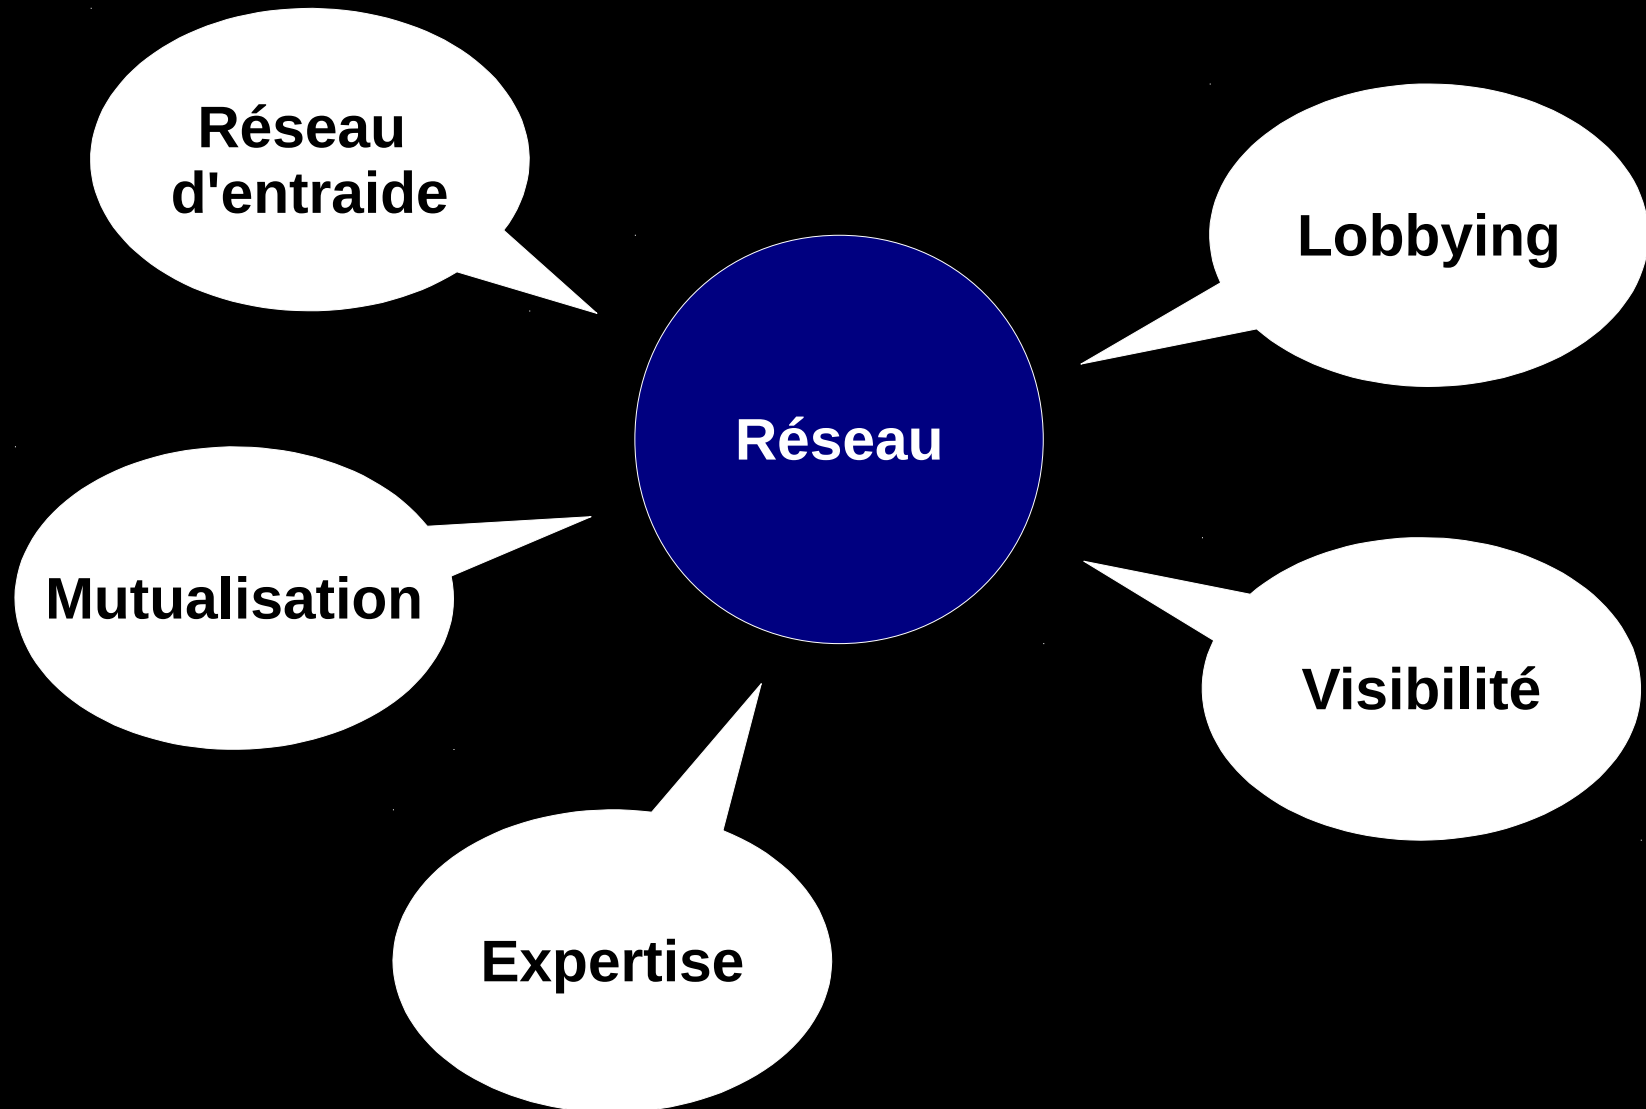 Réseau
d'entraide
Lobbying
Réseau
Mutualisation
Visibilité
Expertise